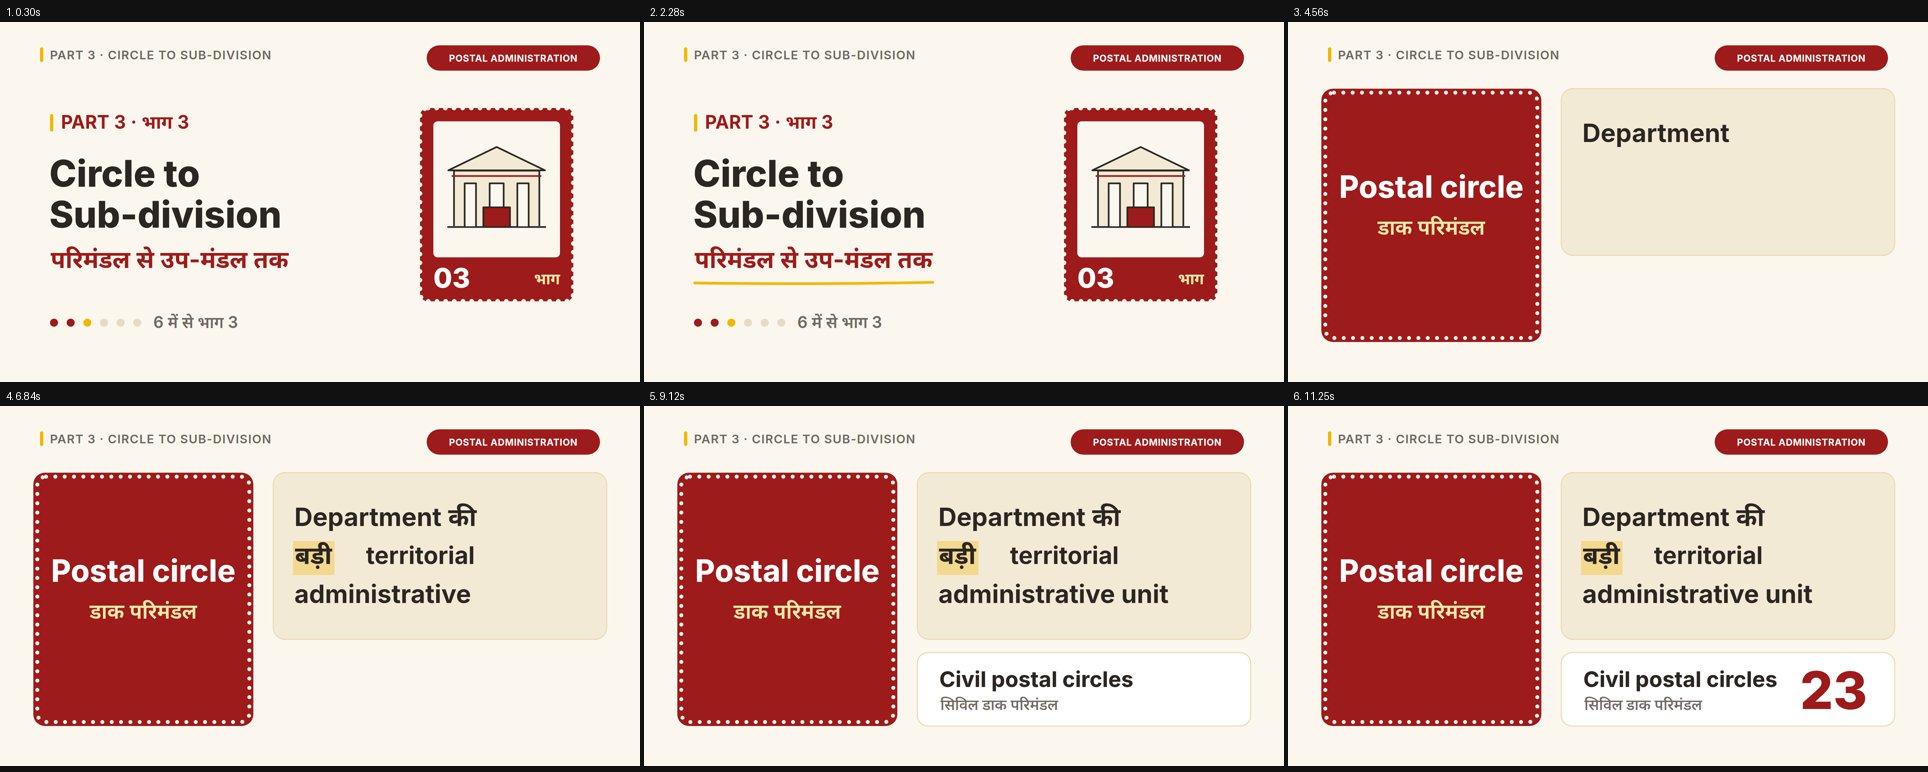 1. 0.30s
PART 3 · CIRCLE TO SUB-DIVISION
POSTAL ADMINISTRATION
PART 3 · भाग 3
Circle to
Sub-division
परिमंडल से उप-मंडल तक
03
भाग
6 में से भाग 3
2. 2.28s
PART 3 · CIRCLE TO SUB-DIVISION
POSTAL ADMINISTRATION
PART 3 · भाग 3
Circle to
Sub-division
परिमंडल से उप-मंडल तक
03
भाग
6 में से भाग 3
3. 4.56s
PART 3 · CIRCLE TO SUB-DIVISION
POSTAL ADMINISTRATION
Postal circle
डाक परिमंडल
Department
4. 6.84s
PART 3 · CIRCLE TO SUB-DIVISION
POSTAL ADMINISTRATION
Postal circle
डाक परिमंडल
Department की
बड़ी territorial
administrative
5. 9.12s
PART 3 · CIRCLE TO SUB-DIVISION
POSTAL ADMINISTRATION
Postal circle
डाक परिमंडल
Department की
बड़ी territorial
administrative unit
Civil postal circles
सिविल डाक परिमंडल
6. 11.25s
PART 3 · CIRCLE TO SUB-DIVISION
POSTAL ADMINISTRATION
Postal circle
डाक परिमंडल
Department की
बड़ी territorial
administrative unit
Civil postal circles
सिविल डाक परिमंडल
23